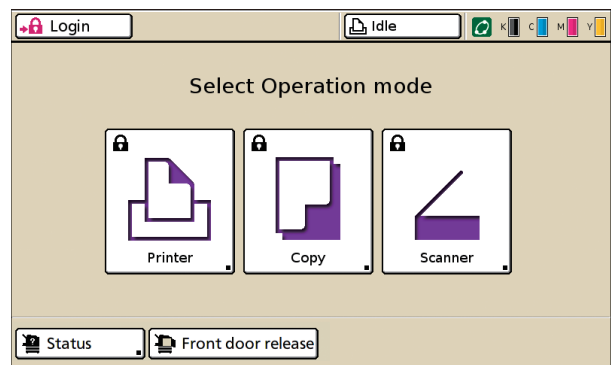 Login
Idle
K C M Y
Select Operation mode
Printer
Copy
Scanner
Status
Front door release